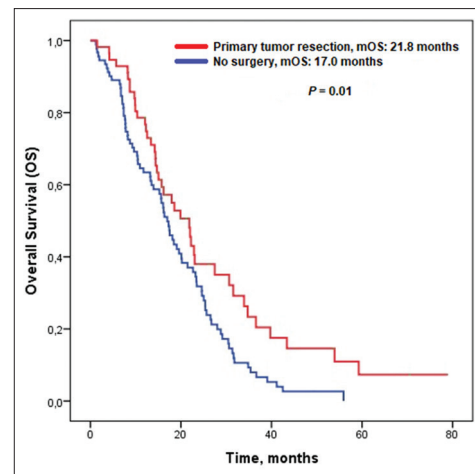 Primary tumor resection, mOS: 21.8 months
No surgery, mOS: 17.0 months
P = 0.01
Overall Survival (OS)
1,0
0,8
0,6
0,4
0,2
0,0
0 20 40 60 80
Time, months